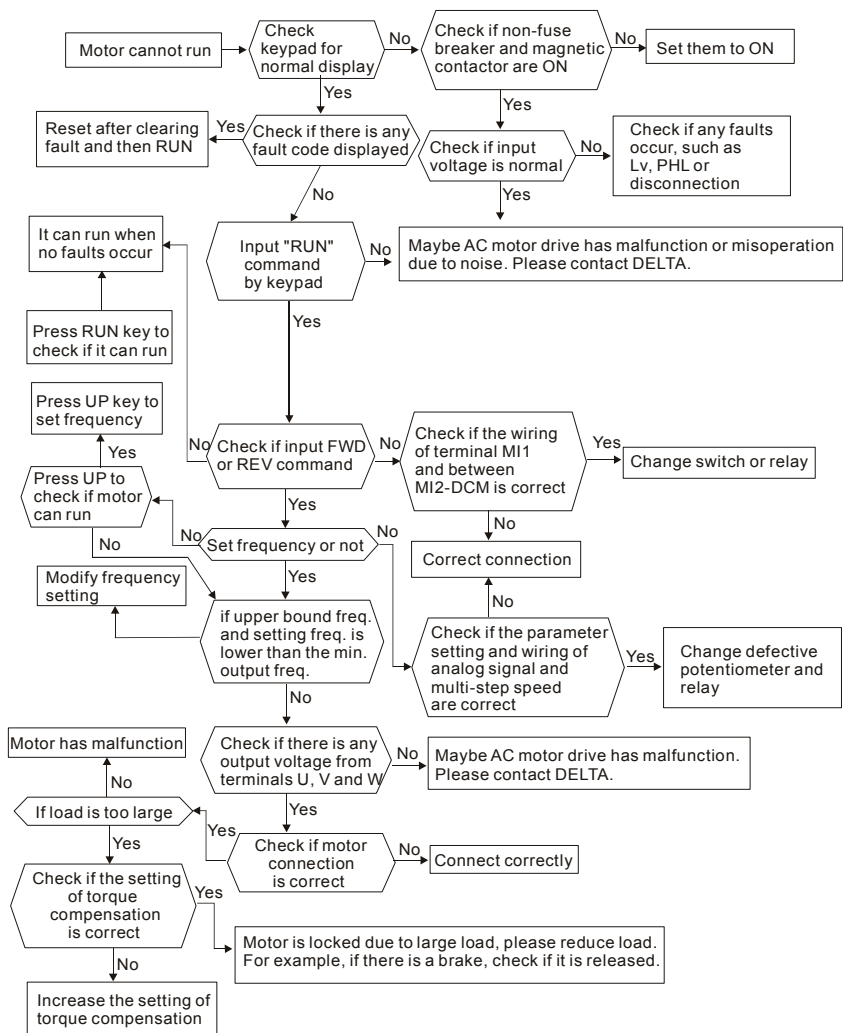 Motor cannot run
Check
keypad for
normal display
No
Check if non-fuse
breaker and magnetic
contactor are ON
No
Set them to ON
Yes
Yes
Reset after clearing
fault and then RUN
Yes
Check if there is any
fault code displayed
Check if input
voltage is normal
No
Check if any faults
occur, such as
Lv, PHL or
disconnection
No
Yes
It can run when
no faults occur
Input "RUN"
command
by keypad
No
Maybe AC motor drive has malfunction or misoperation
due to noise. Please contact DELTA.
Yes
Press RUN key to
check if it can run
Press UP key to
set frequency
Yes
No
Check if input FWD
or REV command
No
Check if the wiring
of terminal MI1
and between
MI2-DCM is correct
Yes
Change switch or relay
Press UP to
check if motor
can run
Yes
No
No
No
Set frequency or not
No
Correct connection
Modify frequency
setting
Yes
No
if upper bound freq.
and setting freq. is
lower than the min.
output freq.
Check if the parameter
setting and wiring of
analog signal and
multi-step speed
are correct
Yes
Change defective
potentiometer and
relay
No
Motor has malfunction
Check if there is any
output voltage from
terminals U, V and W
No
Maybe AC motor drive has malfunction.
Please contact DELTA.
No
Yes
If load is too large
Yes
Check if motor
connection
is correct
No
Connect correctly
Yes
Check if the setting
of torque
compensation
is correct
Yes
Motor is locked due to large load, please reduce load.
For example, if there is a brake, check if it is released.
No
Increase the setting of
torque compensation